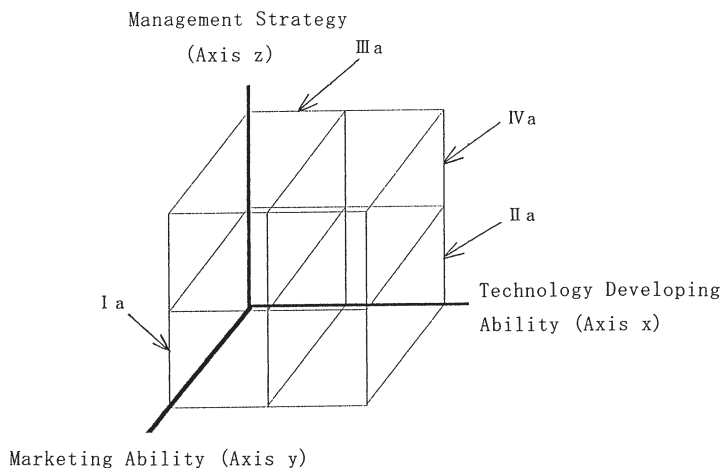 Management Strategy
(Axis z)
Ⅲa
Ⅳa
Ⅱa
Ⅰa
Technology Developing
Ability (Axis x)
Marketing Ability (Axis y)